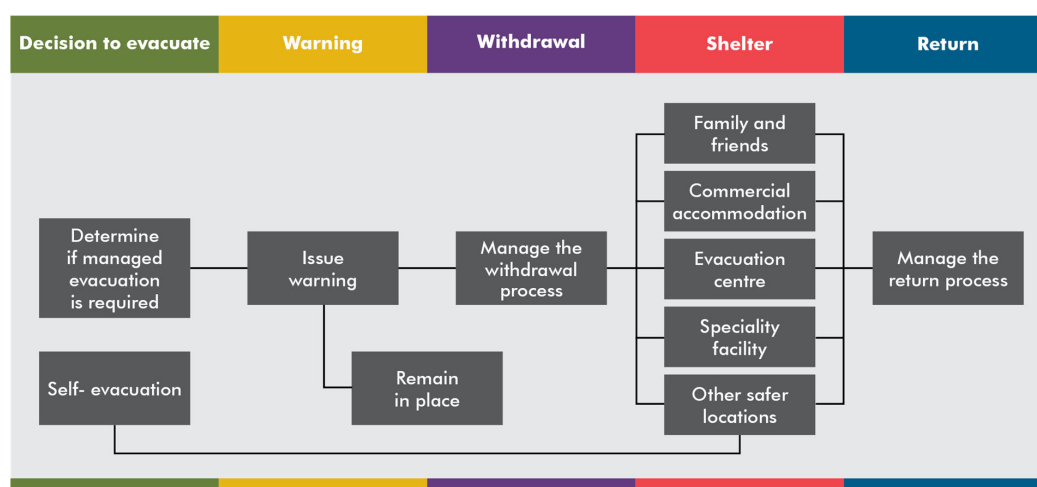 Decision to evacuate
Warning
Withdrawal
Shelter
Return
Determine
if managed
evacuation
is required
Self- evacuation
Issue
warning
Remain
in place
Manage the
withdrawal
process
Family and
friends
Commercial
accommodation
Evacuation
centre
Speciality
facility
Other safer
locations
Manage the
return process